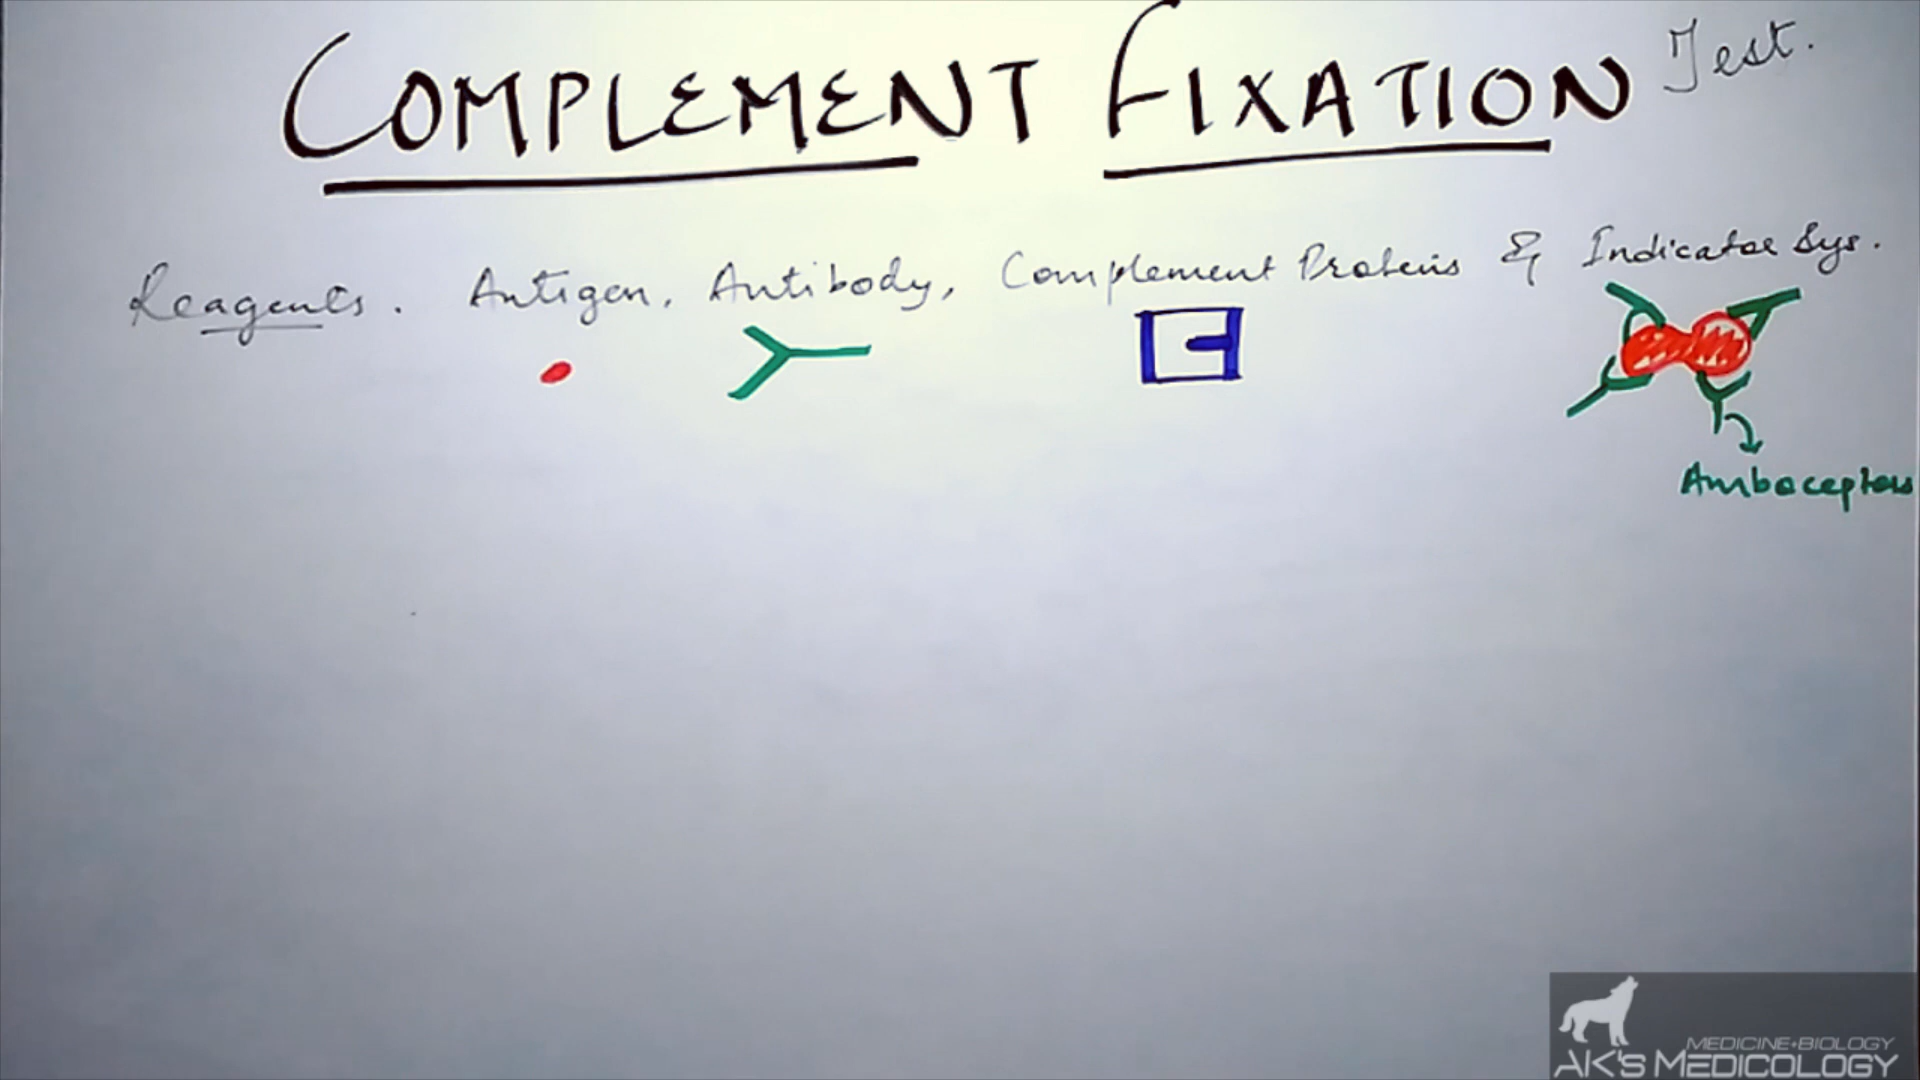 COMPLEMENT FIXATION Test.
Reagents. Antigen, Antibody, Complement Proteins & Indicator Sys.
Amboceptors
MEDICINE+BIOLOGY
AK'S MEDICOLOGY